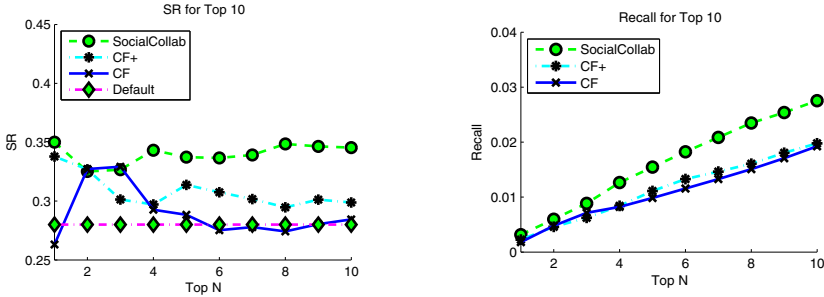 SR for Top 10
0.45
0.4
0.35
0.3
0.25
SR
SocialCollab
CF+
CF
Default
2
4
6
8
10
Top N
Recall for Top 10
0.04
0.03
0.02
0.01
0
Recall
SocialCollab
CF+
CF
2
4
6
8
10
Top N